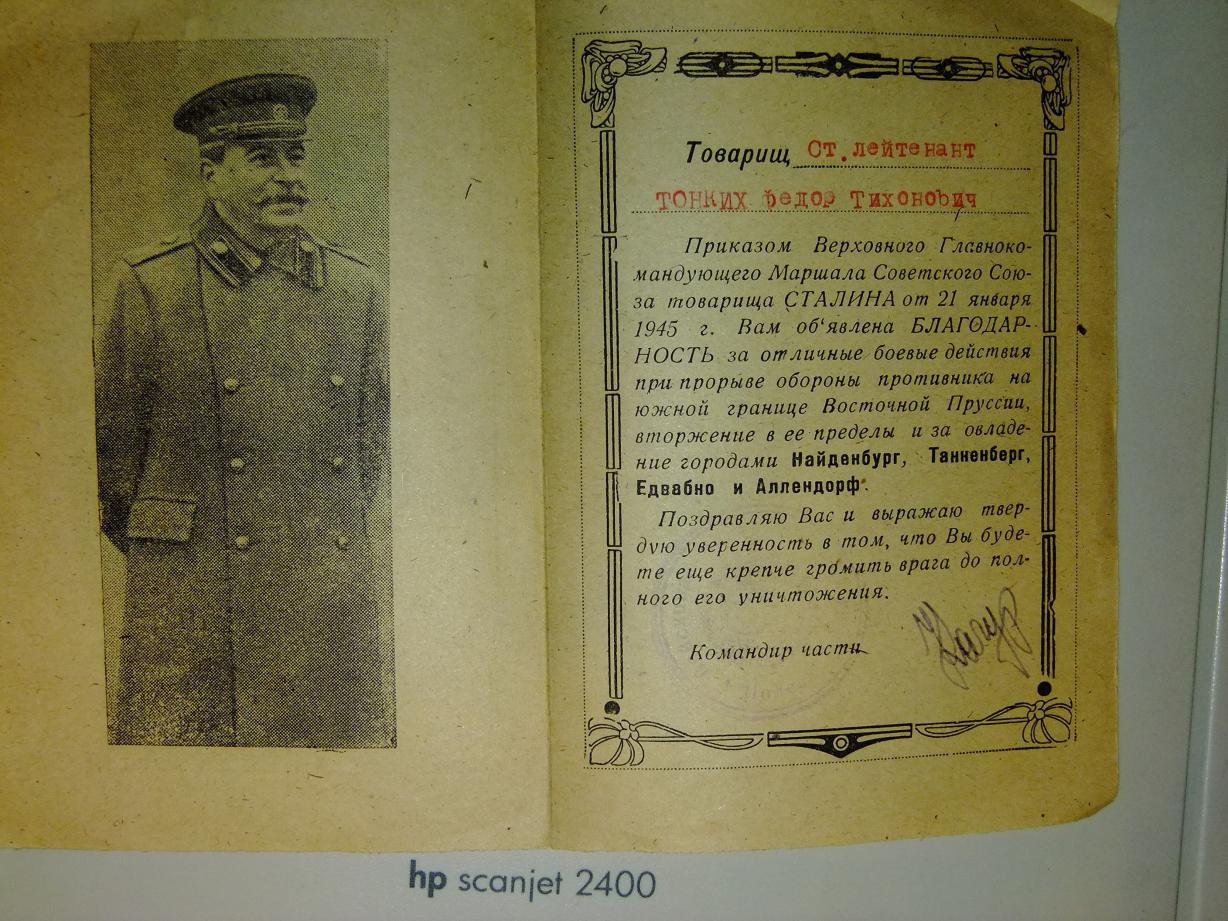 Товарищ Ст.лейтенант
ТОНКИХ Федор Тихонович
Приказом Верховного Главноко-
мандующего Маршала Советского Сою-
за товарища СТАЛИНА от 21 января
1945 г. Вам об‘явлена БЛАГОДАР-
НОСТЬ за отличные боевые действия
при прорыве обороны противника на
южной границе Восточной Пруссии,
вторжение в ее пределы и за овладе-
ние городами Найденбург, Танненберг,
Едвабно и Аллендорф.
Поздравляю Вас и выражаю твер-
дую уверенность в том, что Вы буде-
те еще крепче громить врага до пол-
ного его уничтожения.
Командир части
hp scanjet 2400